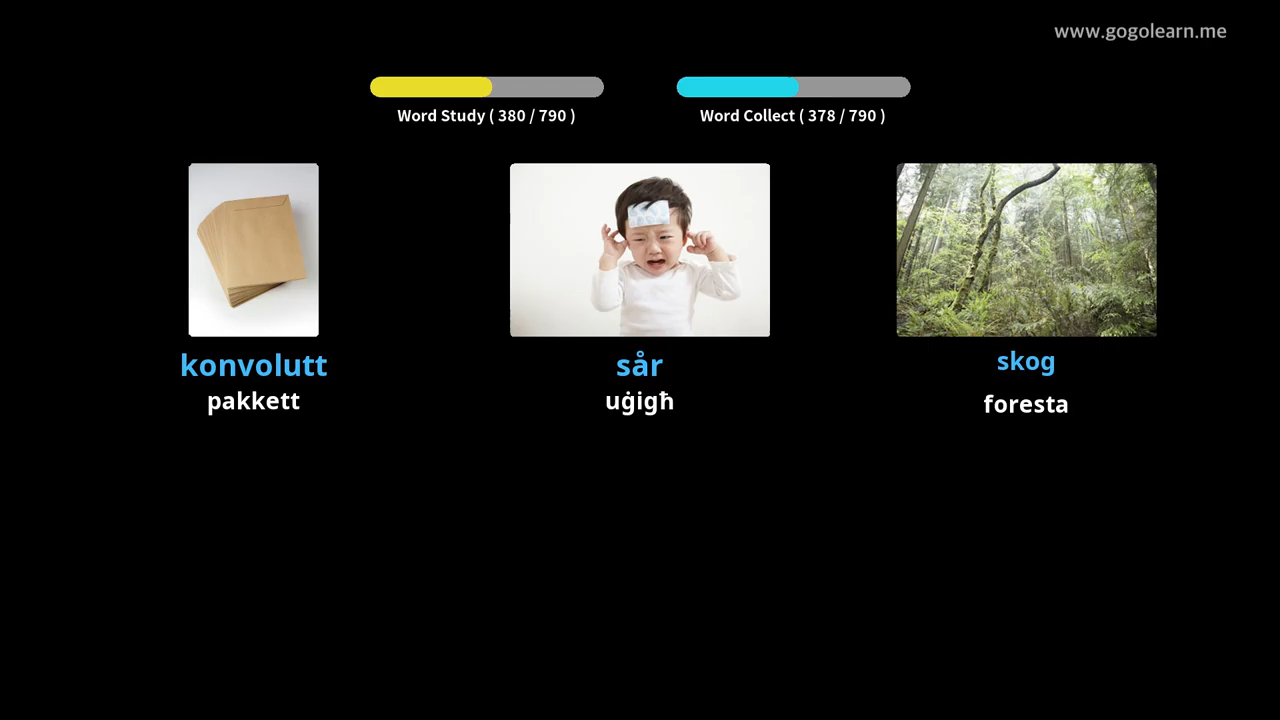 www.gogolearn.me
Word Study ( 380 / 790 )
Word Collect ( 378 / 790 )
konvolutt
pakkett
sår
uġigħ
skog
foresta